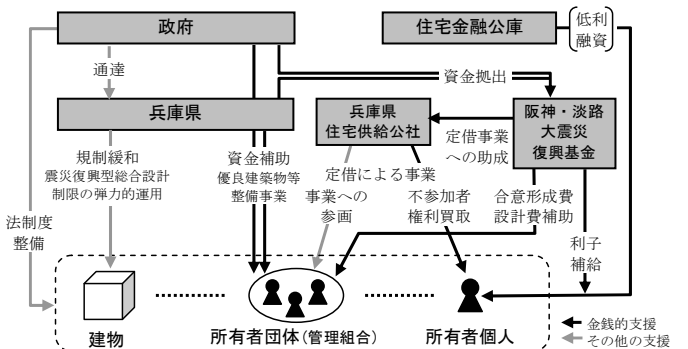 政府
住宅金融公庫
低利
融資
通達
資金拠出
兵庫県
兵庫県
住宅供給公社
阪神・淡路
大震災
復興基金
定借事業
への助成
規制緩和
震災復興型総合設計
制限の弾力的運用
資金補助
優良建築物等
整備事業
定借による事業
事業への
参画
不参加者
権利買取
合意形成費
設計費補助
法制度
整備
利子
補給
建物
所有者団体(管理組合)
所有者個人
金銭的支援
その他の支援